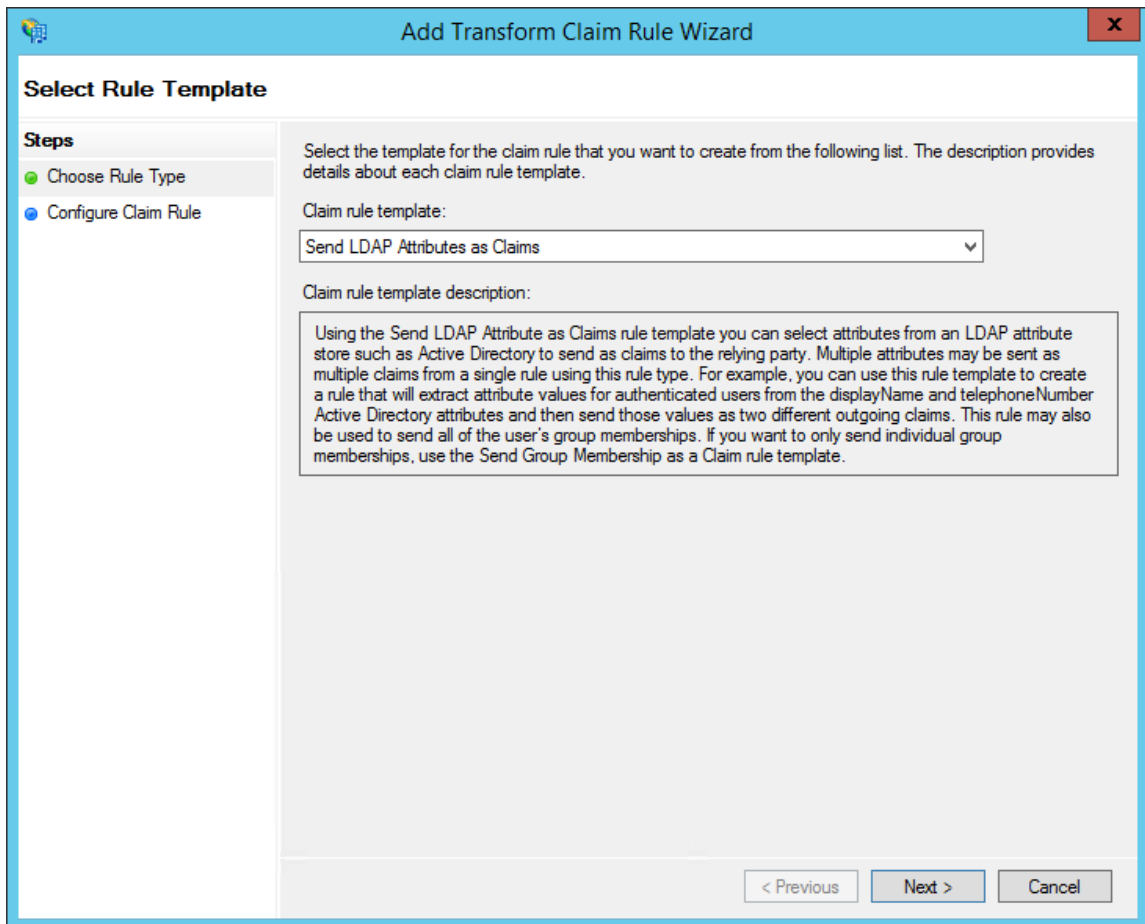 Add Transform Claim Rule Wizard
x
Select Rule Template
Steps
Choose Rule Type
Configure Claim Rule
Select the template for the claim rule that you want to create from the following list. The description provides
details about each claim rule template.
Claim rule template:
Send LDAP Attributes as Claims
Claim rule template description:
Using the Send LDAP Attribute as Claims rule template you can select attributes from an LDAP attribute
store such as Active Directory to send as claims to the relying party. Multiple attributes may be sent as
multiple claims from a single rule using this rule type. For example, you can use this rule template to create
a rule that will extract attribute values for authenticated users from the displayName and telephoneNumber
Active Directory attributes and then send those values as two different outgoing claims. This rule may also
be used to send all of the user's group memberships. If you want to only send individual group
memberships, use the Send Group Membership as a Claim rule template.
< Previous
Next >
Cancel